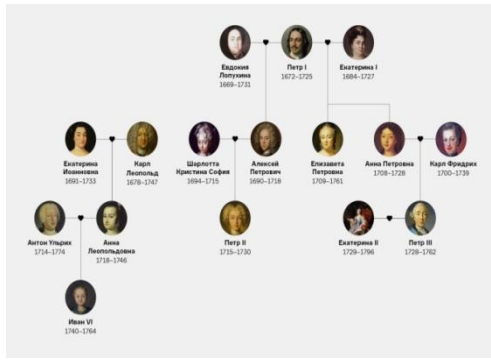 Евдокия
Лопухина
1669–1731
Петр I
1672–1725
Екатерина I
1684–1727
Екатерина
Иоанновна
1691–1733
Карл
Леопольд
1678–1747
Шарлотта
Кристина София
1694–1715
Алексей
Петрович
1690–1718
Елизавета
Петровна
1709–1761
Анна Петровна
1708–1728
Карл Фридрих
1700–1739
Антон Ульрих
1714–1774
Анна
Леопольдовна
1718–1746
Петр II
1715–1730
Екатерина II
1729–1796
Петр III
1728–1762
Иван VI
1740–1764